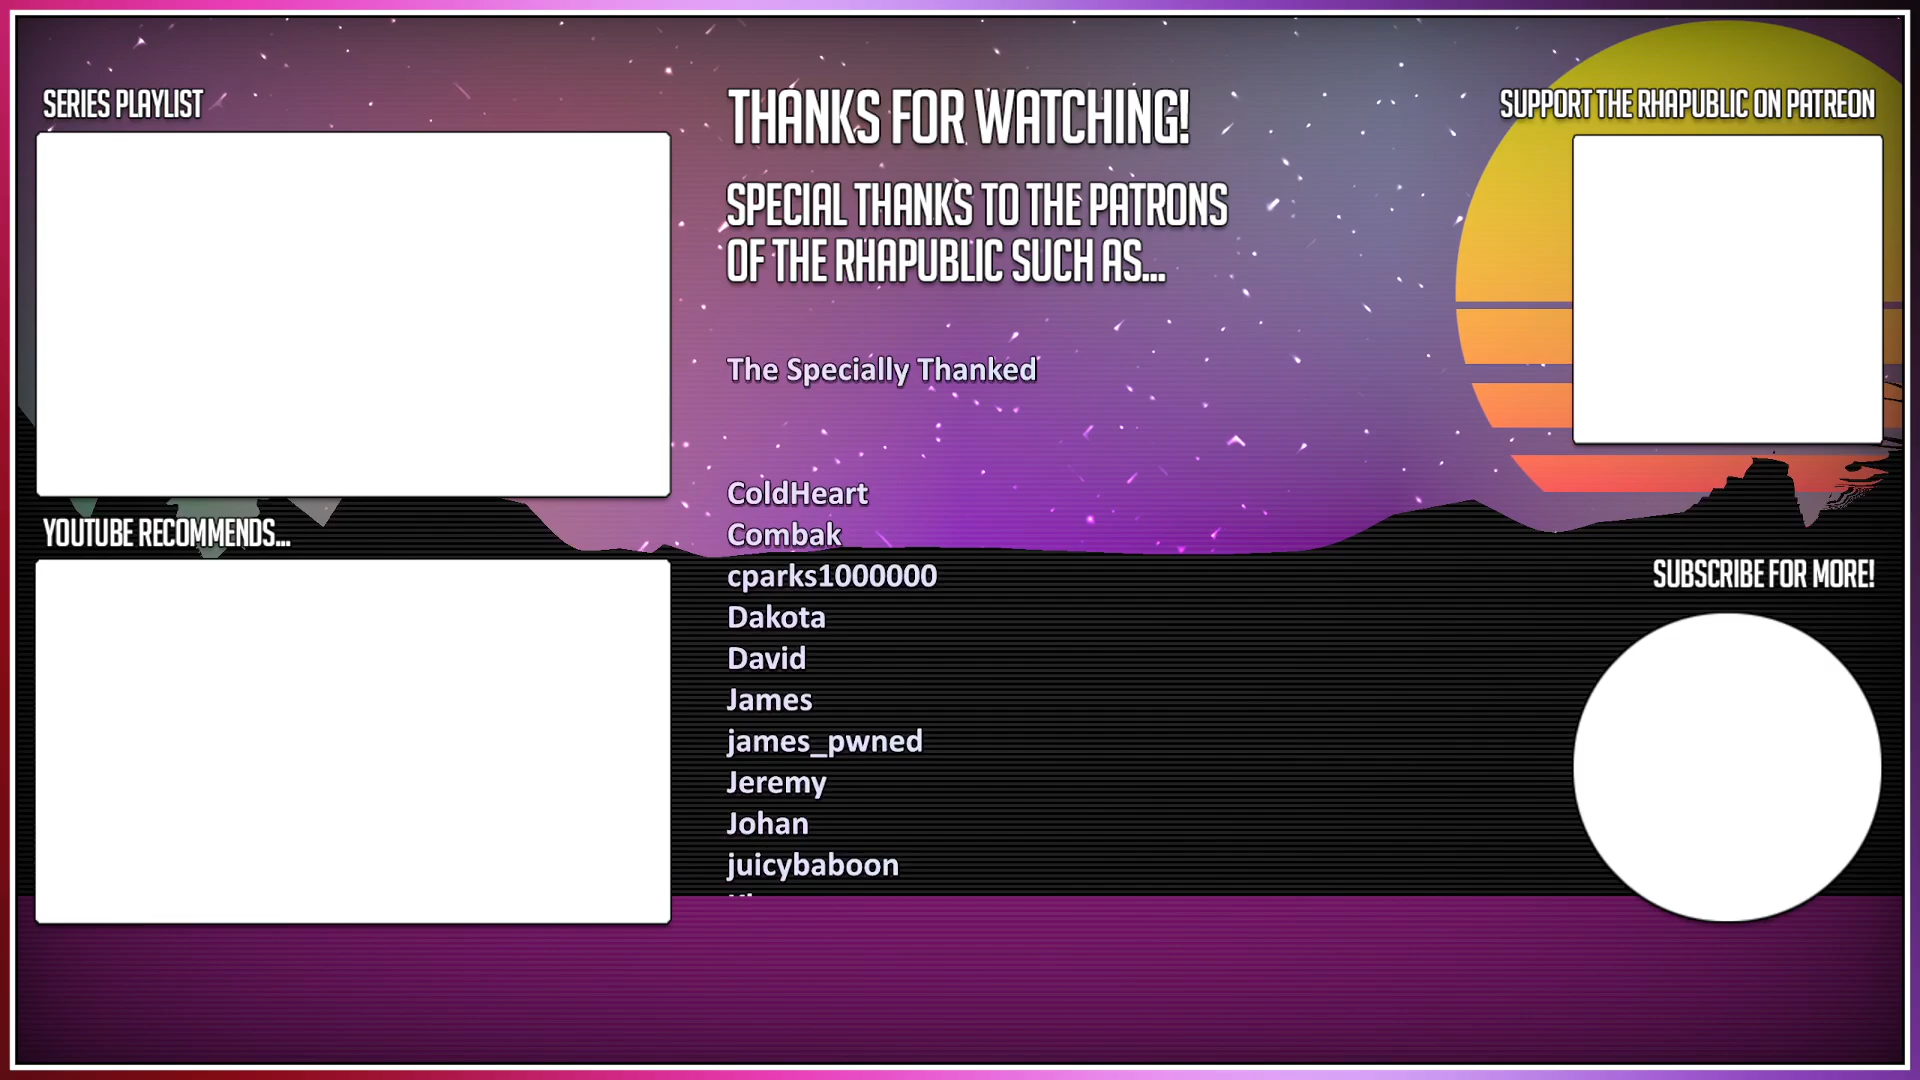 SERIES PLAYLIST
THANKS FOR WATCHING!
SUPPORT THE RHAPUBLIC ON PATREON
SPECIAL THANKS TO THE PATRONS
OF THE RHAPUBLIC SUCH AS...
The Specially Thanked
ColdHeart
Combak
YOUTUBE RECOMMENDS...
cparks1000000
SUBSCRIBE FOR MORE!
Dakota
David
James
james_pwned
Jeremy
Johan
juicybaboon